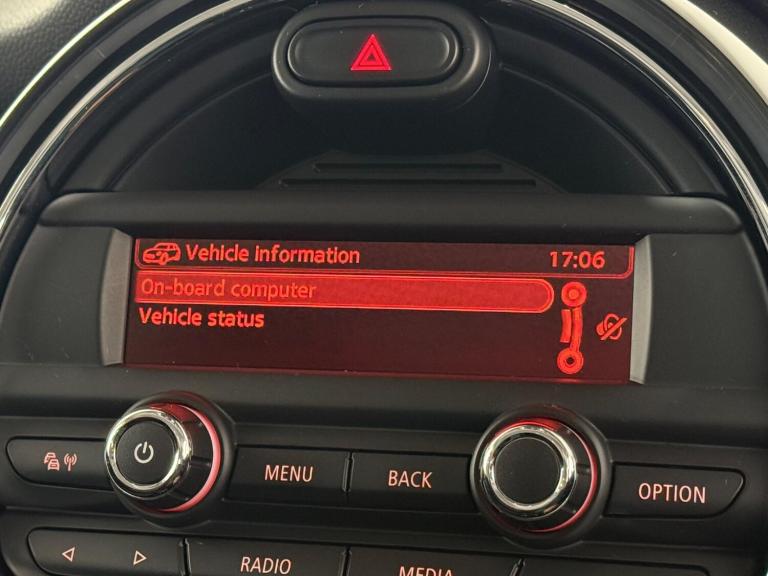 Vehicle information 17:06
On-board computer
Vehicle status
MENU BACK
OPTION
RADIO MEDIA